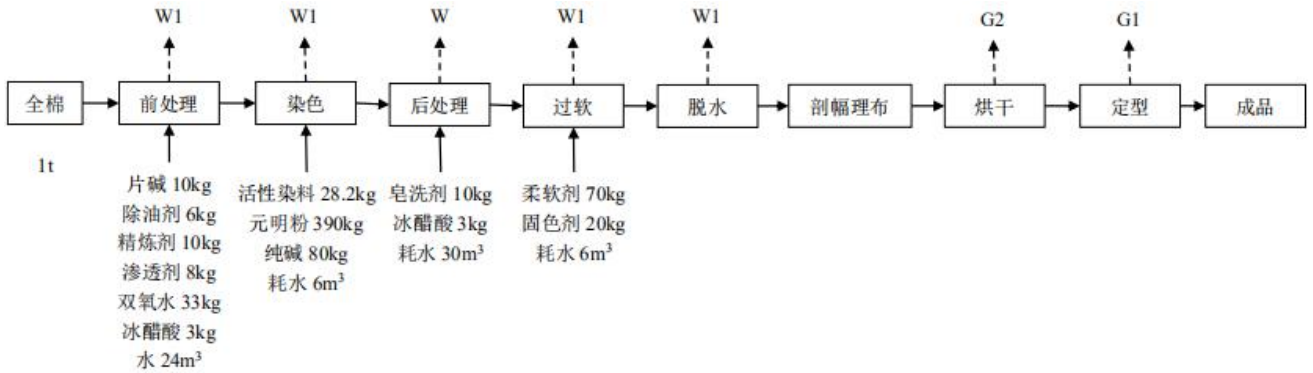 W1
W1
W
W1
W1
G2
G1
全棉
前处理
染色
后处理
过软
脱水
剖幅理布
烘干
定型
成品
1t
片碱 10kg
除油剂 6kg
精炼剂 10kg
渗透剂 8kg
双氧水 33kg
冰醋酸 3kg
水 24m³
活性染料 28.2kg
元明粉 390kg
纯碱 80kg
耗水 6m³
皂洗剂 10kg
冰醋酸 3kg
耗水 30m³
柔软剂 70kg
固色剂 20kg
耗水 6m³